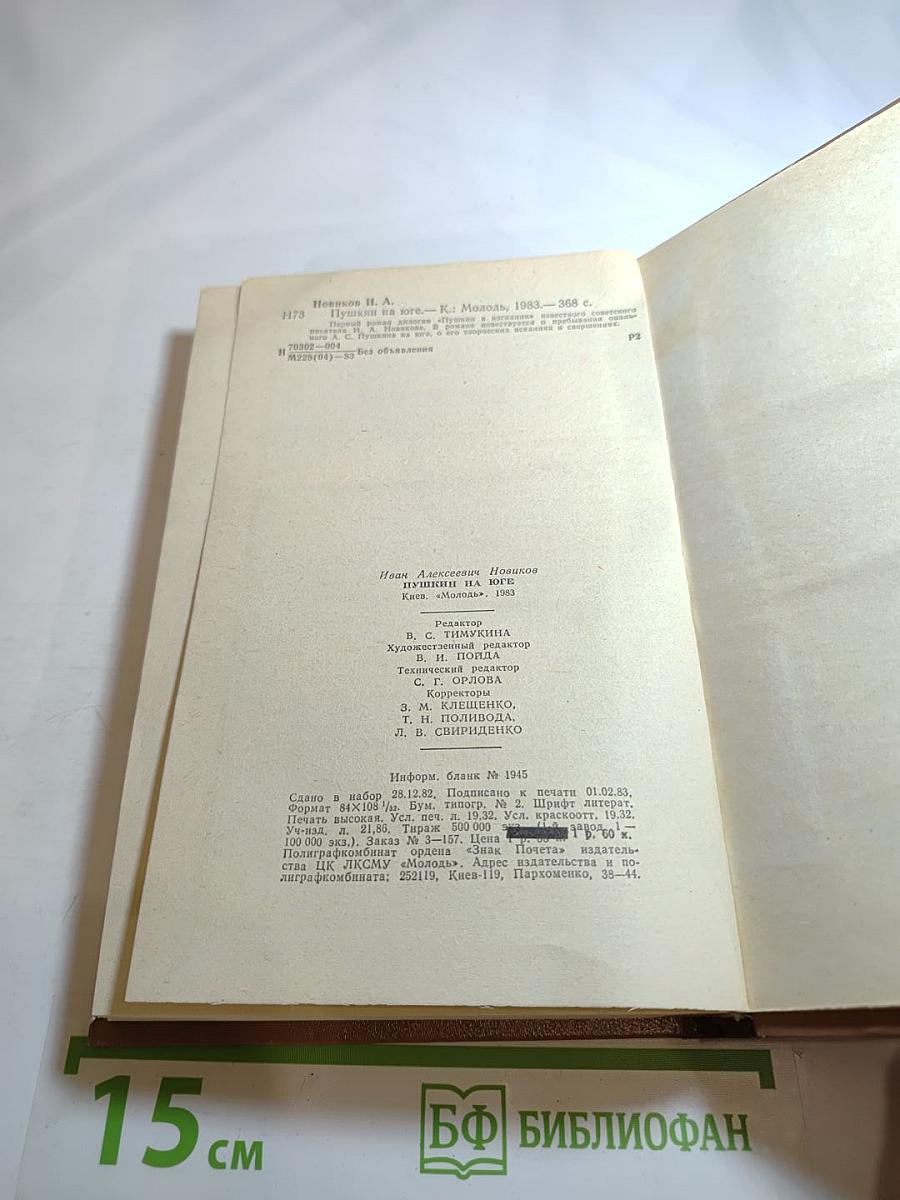 Новиков И. А.
Н73 Пушкин на юге.— К.: Молодь, 1983.— 368 с.
Первый роман дилогии «Пушкин в изгнании» известного советского
писателя И. А. Новикова. В романе повествуется о пребывании опаль-
ного А. С. Пушкина на юге, о его творческих исканиях и свершениях.
Р2
Н 70302—004
М228(04)—83 Без объявления
Иван Алексеевич Новиков
ПУШКИН НА ЮГЕ
Киев. «Молодь». 1983
Редактор
В. С. ТИМУКИНА
Художественный редактор
В. И. ПОЙДА
Технический редактор
С. Г. ОРЛОВА
Корректоры
З. М. КЛЕЩЕНКО,
Т. Н. ПОЛИВОДА,
Л. В. СВИРИДЕНКО
Информ. бланк № 1945
Сдано в набор 28.12.82. Подписано к печати 01.02.83.
Формат 84×108 1/32. Бум. типогр. № 2. Шрифт литерат.
Печать высокая. Усл. печ. л. 19,32. Усл. краскоотт. 19,32.
Уч-изд. л. 21,86. Тираж 500 000 экз. (1-й завод 1—
100 000 экз.). Заказ № 3—157. Цена 1 р. 60 к.
Полиграфкомбинат ордена «Знак Почета» издатель-
ства ЦК ЛКСМУ «Молодь». Адрес издательства и по-
лиграфкомбината: 252119, Киев-119, Пархоменко, 38—44.
15 см
БФ БИБЛИОФАН